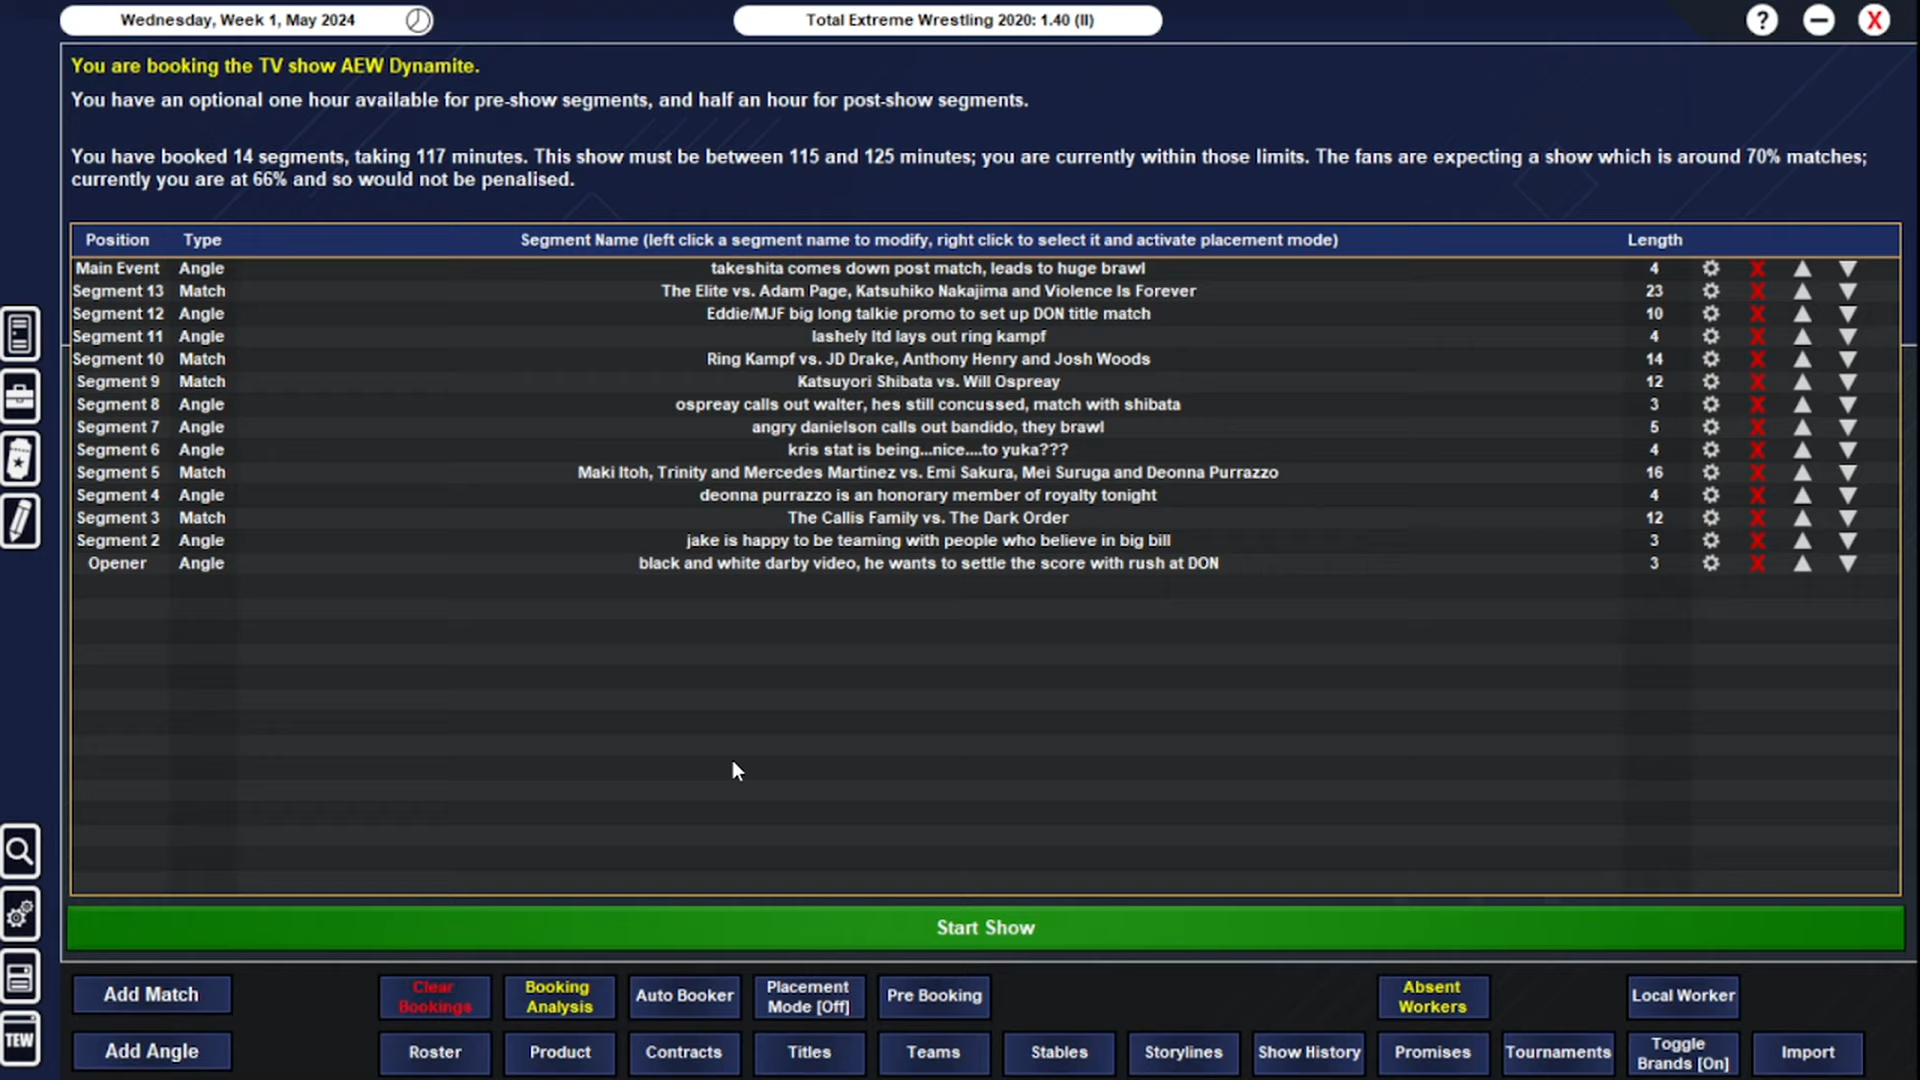 Wednesday, Week 1, May 2024
Total Extreme Wrestling 2020: 1.40 (II)
?
X
You are booking the TV show AEW Dynamite.
You have an optional one hour available for pre-show segments, and half an hour for post-show segments.
You have booked 14 segments, taking 117 minutes. This show must be between 115 and 125 minutes; you are currently within those limits. The fans are expecting a show which is around 70% matches;
currently you are at 66% and so would not be penalised.
Position Type Segment Name (left click a segment name to modify, right click to select it and activate placement mode) Length
Main Event Angle takeshita comes down post match, leads to huge brawl 4 X
Segment 13 Match The Elite vs. Adam Page, Katsuhiko Nakajima and Violence Is Forever 23 X
Segment 12 Angle Eddie/MJF big long talkie promo to set up DON title match 10 X
Segment 11 Angle lashely ltd lays out ring kampf 4 X
Segment 10 Match Ring Kampf vs. JD Drake, Anthony Henry and Josh Woods 14 X
Segment 9 Match Katsuyori Shibata vs. Will Ospreay 12 X
Segment 8 Angle ospreay calls out walter, hes still concussed, match with shibata 3 X
Segment 7 Angle angry danielson calls out bandido, they brawl 5 X
Segment 6 Angle kris stat is being...nice....to yuka??? 4 X
Segment 5 Match Maki Itoh, Trinity and Mercedes Martinez vs. Emi Sakura, Mei Suruga and Deonna Purrazzo 16 X
Segment 4 Angle deonna purrazzo is an honorary member of royalty tonight 4 X
Segment 3 Match The Callis Family vs. The Dark Order 12 X
Segment 2 Angle jake is happy to be teaming with people who believe in big bill 3 X
Opener Angle black and white darby video, he wants to settle the score with rush at DON 3 X
Start Show
Add Match
Clear Bookings
Booking Analysis
Auto Booker
Placement Mode [Off]
Pre Booking
Absent Workers
Local Worker
TEW
Add Angle
Roster
Product
Contracts
Titles
Teams
Stables
Storylines
Show History
Promises
Tournaments
Toggle Brands [On]
Import